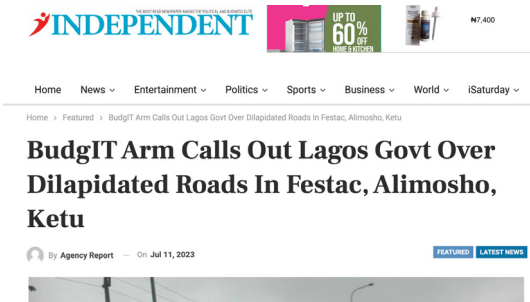 THE MOST READ NEWSPAPER AMONG THE POLITICAL AND BUSINESS ELITE
INDEPENDENT
UP TO
60% OFF
HOME & KITCHEN
₦7,400
Home News Entertainment Politics Sports Business World iSaturday
Home > Featured > BudgIT Arm Calls Out Lagos Govt Over Dilapidated Roads In Festac, Alimosho, Ketu
BudgIT Arm Calls Out Lagos Govt Over
Dilapidated Roads In Festac, Alimosho,
Ketu
By Agency Report — On Jul 11, 2023
FEATURED LATEST NEWS